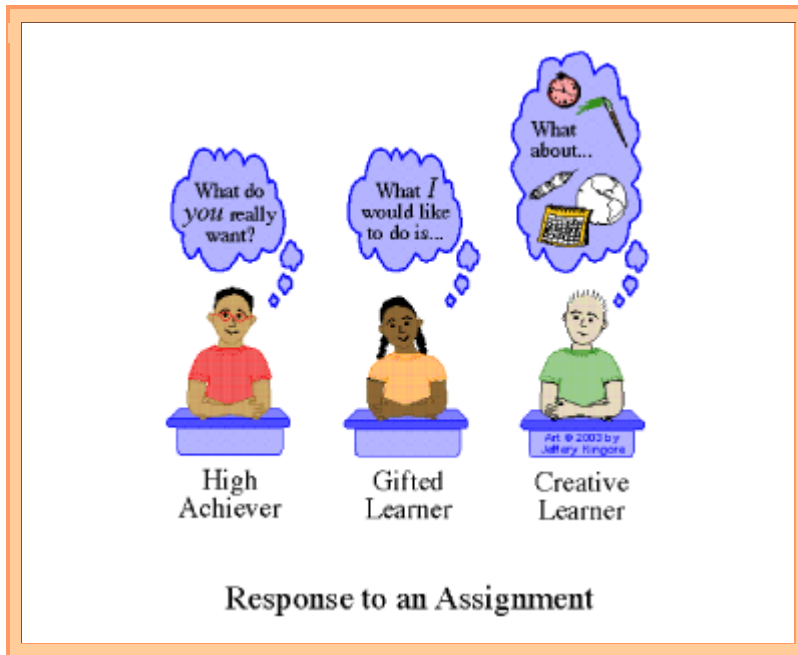 What do
you really
want?
What I
would like
to do is...
What
about...
Art © 2003 by
Jeffery Kingore
High
Achiever
Gifted
Learner
Creative
Learner
Response to an Assignment